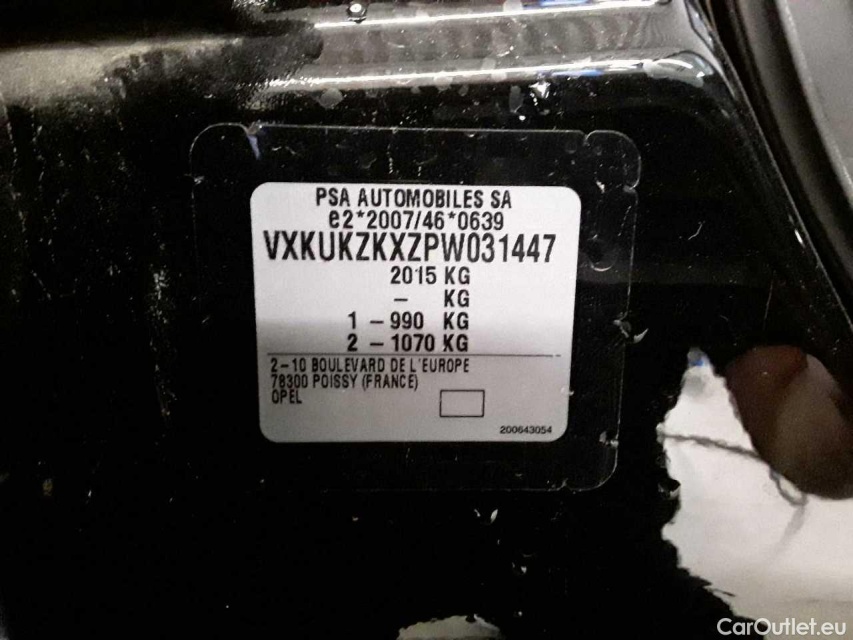 PSA AUTOMOBILES SA
e2*2007/46*0639
VXKUKZKXZPW031447
2015 KG
– KG
1 – 990 KG
2 – 1070 KG
2-10 BOULEVARD DE L'EUROPE
78300 POISSY (FRANCE)
OPEL
200643054
CarOutlet.eu